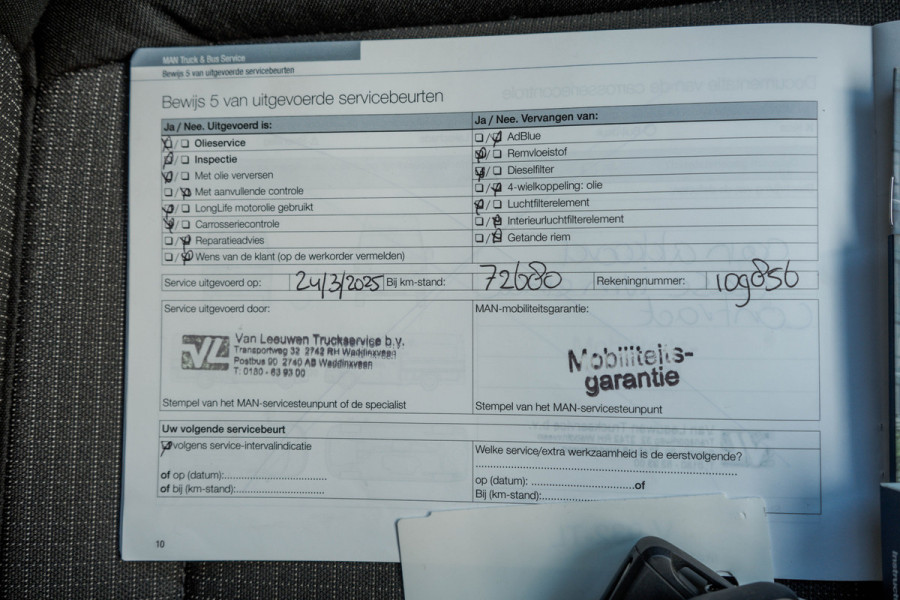 MAN Truck & Bus Service
Bewijs 5 van uitgevoerde servicebeurten
Bewijs 5 van uitgevoerde servicebeurten
Ja / Nee. Uitgevoerd is:
Olieservice
Inspectie
Met olie verversen
Met aanvullende controle
LongLife motorolie gebruikt
Carrosseriecontrole
Reparatieadvies
Wens van de klant (op de werkorder vermelden)
Ja / Nee. Vervangen van:
AdBlue
Remvloeistof
Dieselfilter
4-wielkoppeling: olie
Luchtfilterelement
Interieurluchtfilterelement
Getande riem
Service uitgevoerd op: 24/3/2025 Bij km-stand: 72680 Rekeningnummer: 109856
Service uitgevoerd door:
VL
Van Leeuwen Truckservice b.v.
Transportweg 32 2742 RH Waddinxveen
Postbus 90 2740 AB Waddinxveen
T: 0180 - 63 93 00
Stempel van het MAN-servicesteunpunt of de specialist
MAN-mobiliteitsgarantie:
Mobiliteits-
garantie
Stempel van het MAN-servicesteunpunt
Uw volgende servicebeurt
volgens service-intervalindicatie
of op (datum):
of bij (km-stand):
Welke service/extra werkzaamheid is de eerstvolgende?
op (datum): of
Bij (km-stand):
10